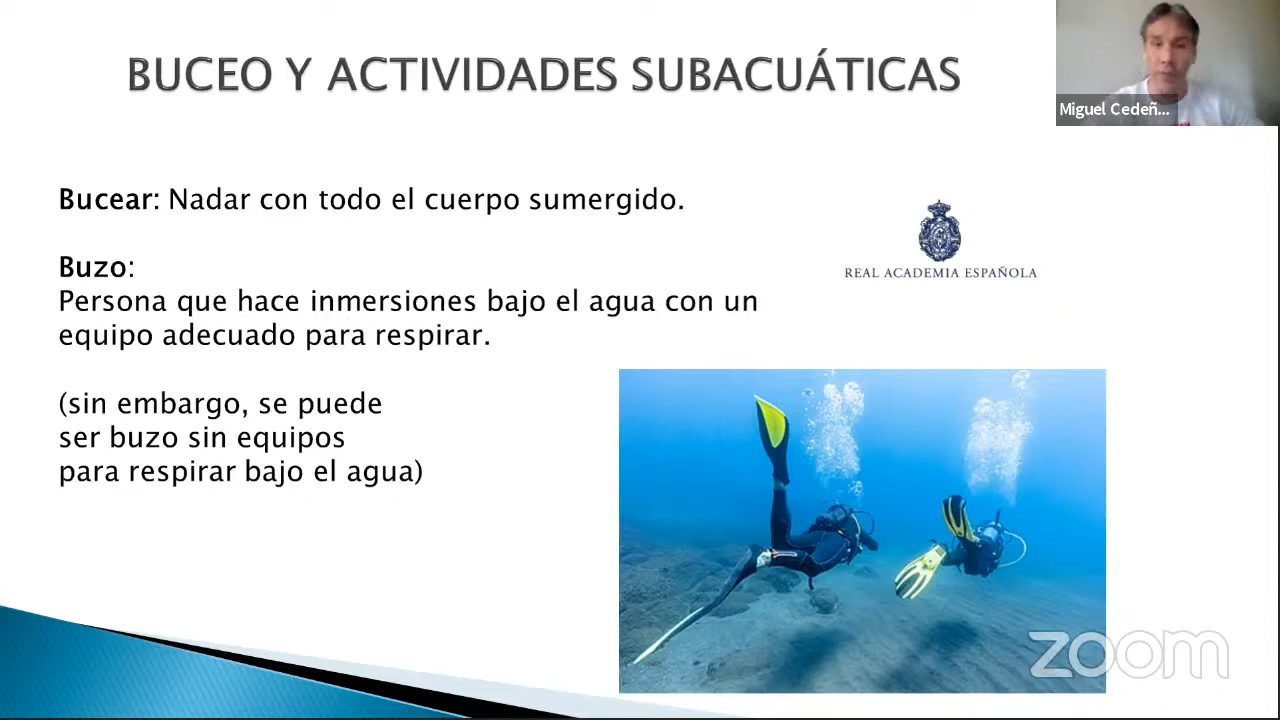 BUCEO Y ACTIVIDADES SUBACUÁTICAS
Miguel Cedeñ...
Bucear: Nadar con todo el cuerpo sumergido.
REAL ACADEMIA ESPAÑOLA
Buzo:
Persona que hace inmersiones bajo el agua con un
equipo adecuado para respirar.
(sin embargo, se puede
ser buzo sin equipos
para respirar bajo el agua)
zoom